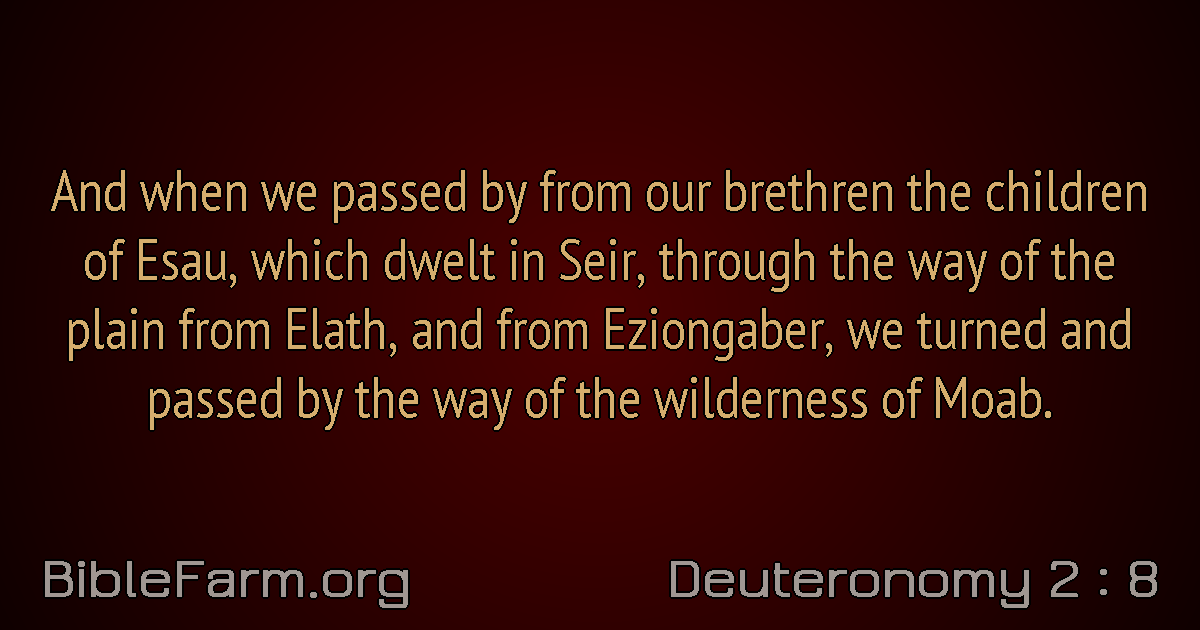 And when we passed by from our brethren the children
of Esau, which dwelt in Seir, through the way of the
plain from Elath, and from Eziongaber, we turned and
passed by the way of the wilderness of Moab.
BibleFarm.org
Deuteronomy 2 : 8